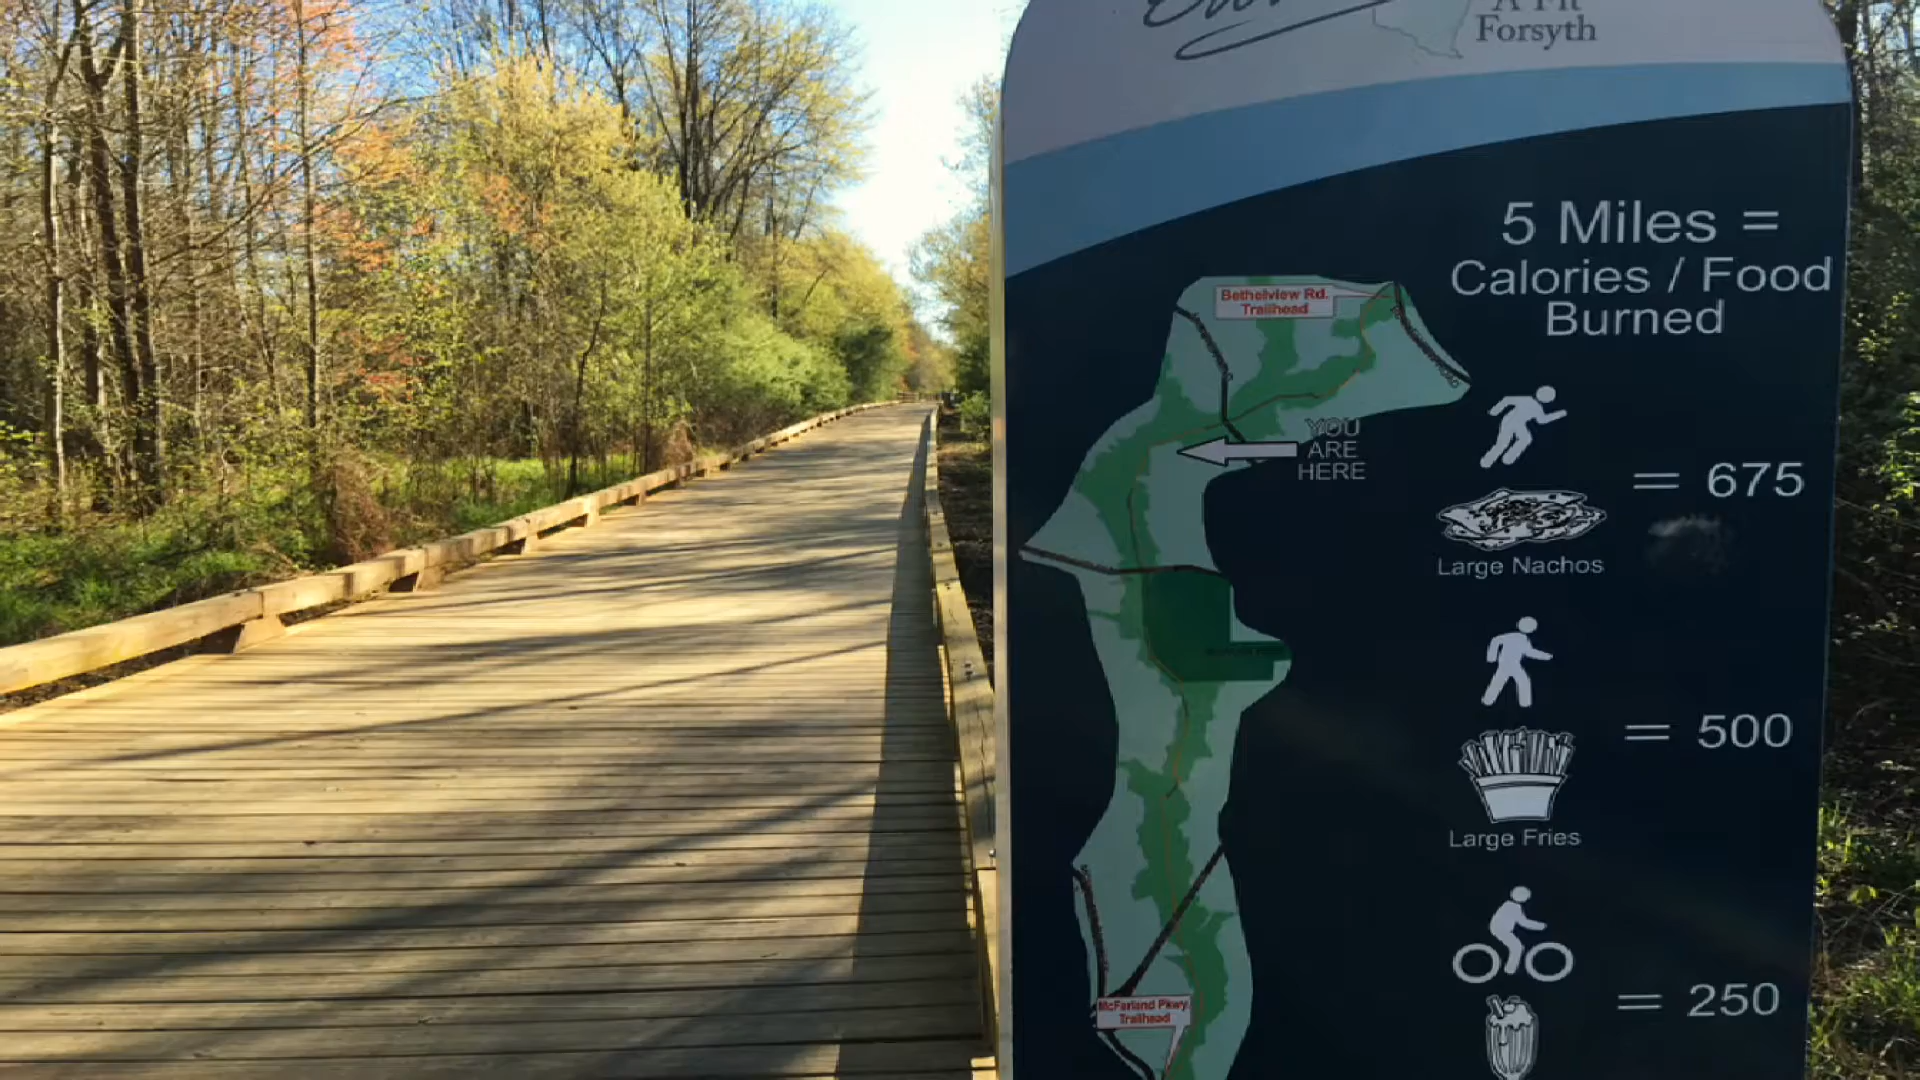 A Fit
Forsyth
5 Miles =
Calories / Food
Burned
Bethelview Rd.
Trailhead
YOU
ARE
HERE
= 675
Large Nachos
= 500
Large Fries
= 250
McFarland Pkwy.
Trailhead